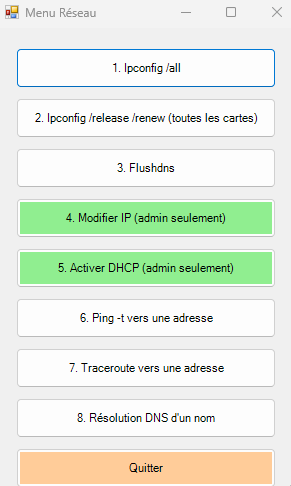 Menu Réseau
1. Ipconfig /all
2. Ipconfig /release /renew (toutes les cartes)
3. Flushdns
4. Modifier IP (admin seulement)
5. Activer DHCP (admin seulement)
6. Ping -t vers une adresse
7. Traceroute vers une adresse
8. Résolution DNS d'un nom
Quitter